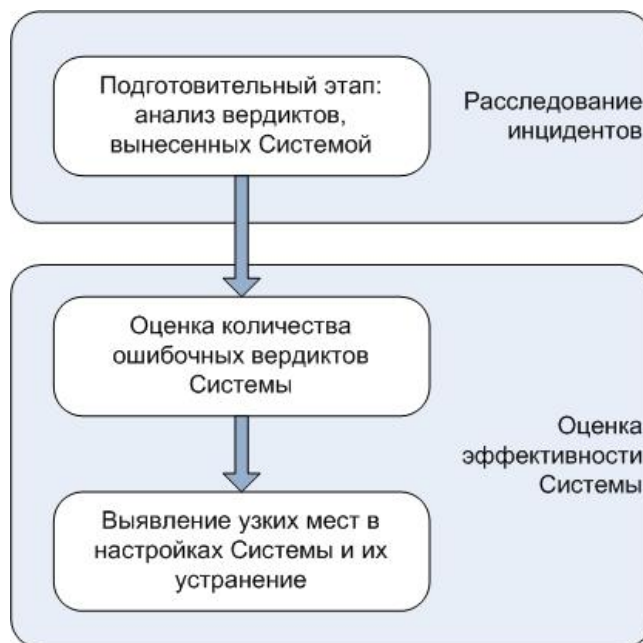 Подготовительный этап:
анализ вердиктов,
вынесенных Системой
Расследование
инцидентов
Оценка количества
ошибочных вердиктов
Системы
Оценка
эффективности
Системы
Выявление узких мест в
настройках Системы и их
устранение